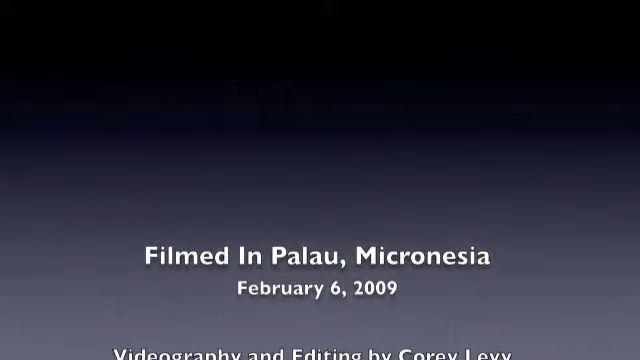 Filmed In Palau, Micronesia
February 6, 2009
Videography and Editing by Corey Levy